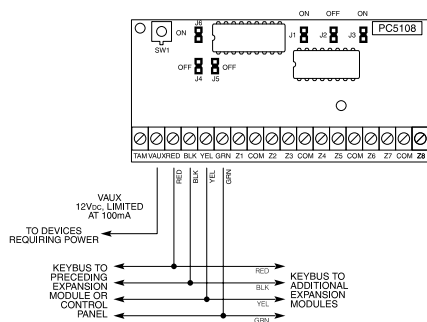 ON OFF ON
J6
ON
SW1
J1 J2 J3
PC5108
OFF OFF
J4 J5
TAM VAUX RED BLK YEL GRN Z1 COM Z2 Z3 COM Z4 Z5 COM Z6 Z7 COM Z8
RED BLK YEL GRN
VAUX
12VDC, LIMITED
AT 100mA
TO DEVICES
REQUIRING POWER
KEYBUS TO
PRECEDING
EXPANSION
MODULE OR
CONTROL
PANEL
RED
BLK
YEL
GRN
KEYBUS TO
ADDITIONAL
EXPANSION
MODULES